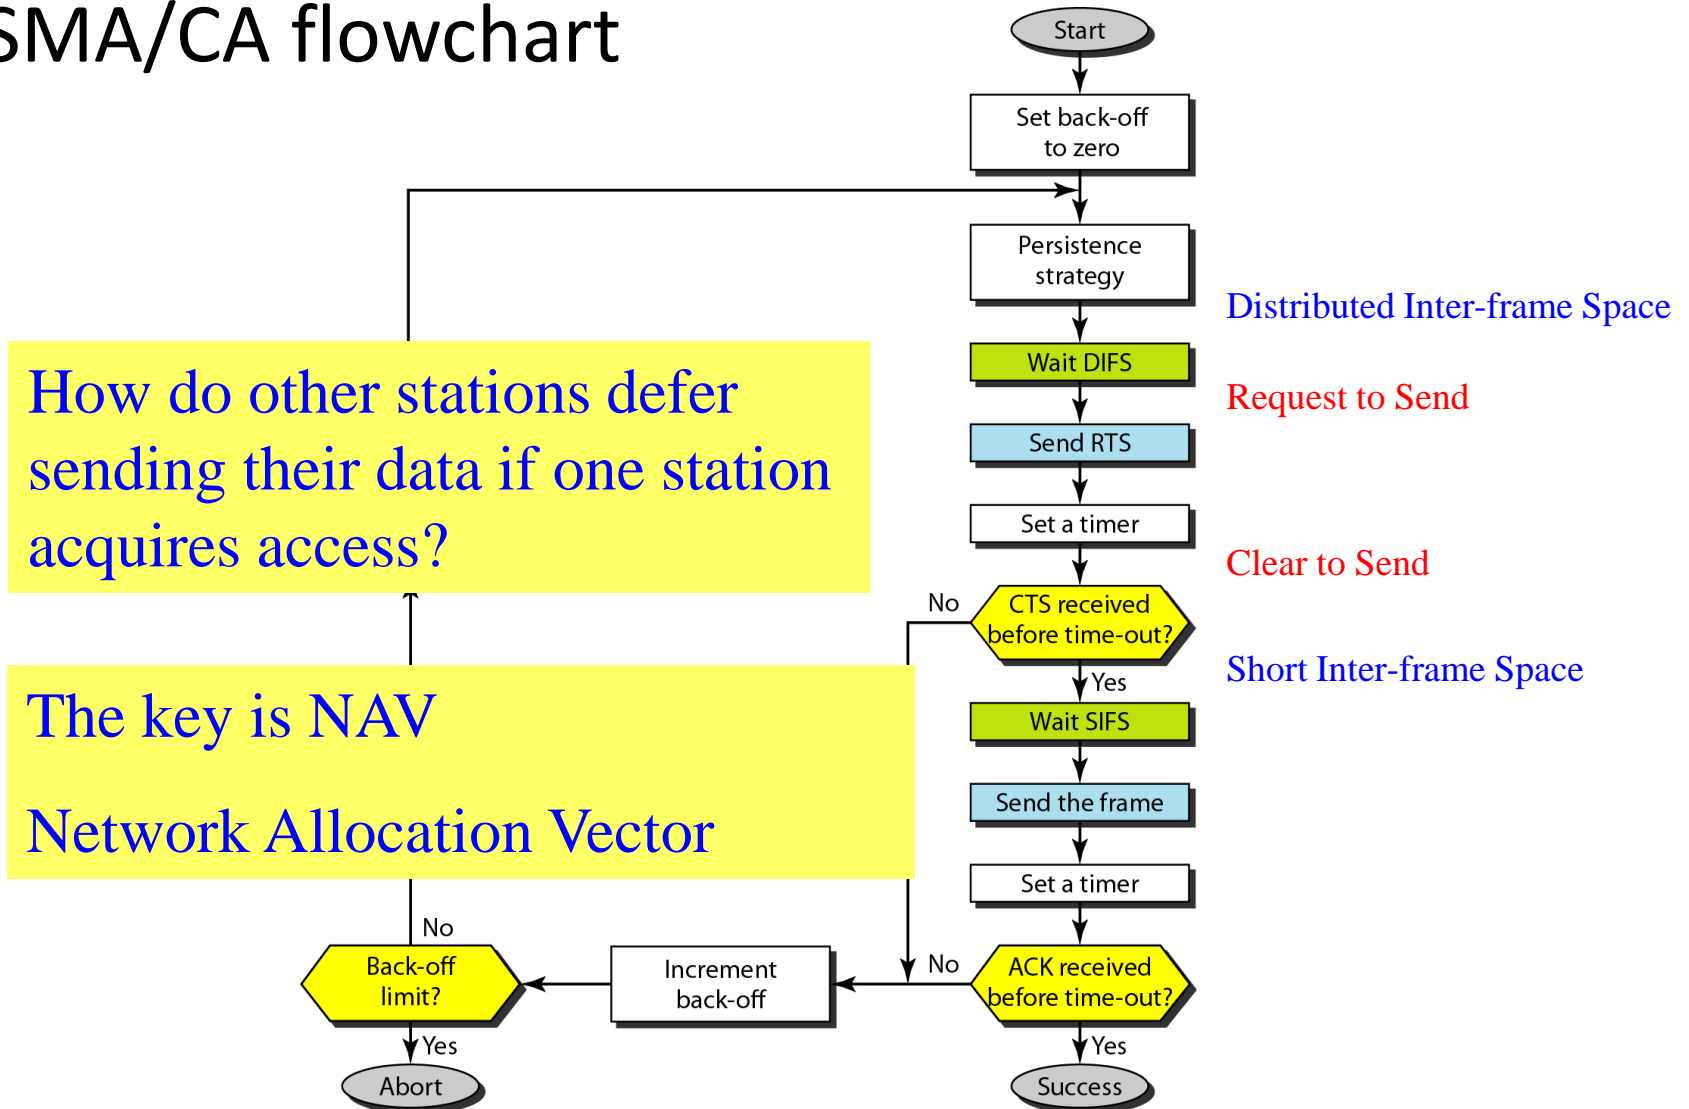 SMA/CA flowchart
Start
Set back-off
to zero
Persistence
strategy
Distributed Inter-frame Space
Wait DIFS
Request to Send
Send RTS
Set a timer
Clear to Send
No
CTS received
before time-out?
Short Inter-frame Space
Yes
Wait SIFS
Send the frame
Set a timer
How do other stations defer
sending their data if one station
acquires access?
The key is NAV
Network Allocation Vector
No
Back-off
limit?
Increment
back-off
No
ACK received
before time-out?
Yes
Yes
Abort
Success